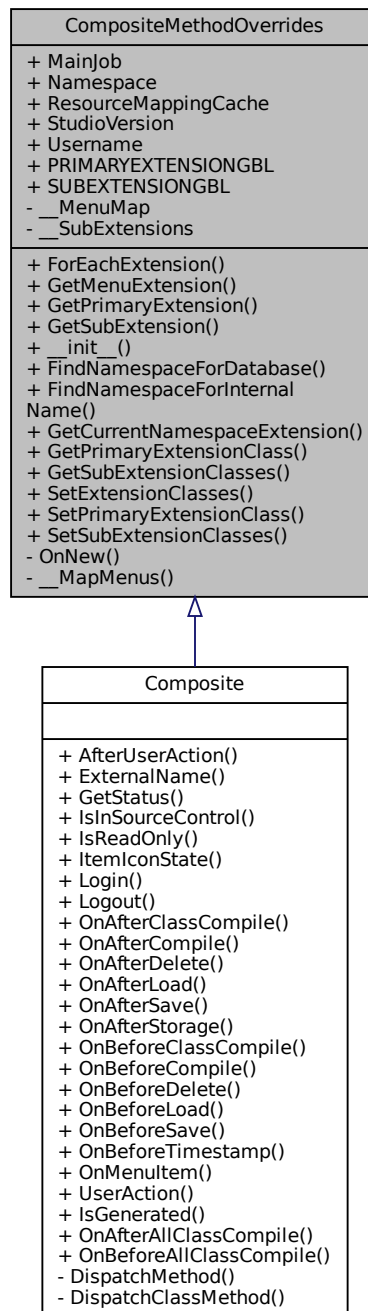 CompositeMethodOverrides
+ MainJob
+ Namespace
+ ResourceMappingCache
+ StudioVersion
+ Username
+ PRIMARYEXTENSIONGBL
+ SUBEXTENSIONGBL
- __MenuMap
- __SubExtensions
+ ForEachExtension()
+ GetMenuExtension()
+ GetPrimaryExtension()
+ GetSubExtension()
+ __init__()
+ FindNamespaceForDatabase()
+ FindNamespaceForInternal
Name()
+ GetCurrentNamespaceExtension()
+ GetPrimaryExtensionClass()
+ GetSubExtensionClasses()
+ SetExtensionClasses()
+ SetPrimaryExtensionClass()
+ SetSubExtensionClasses()
- OnNew()
- __MapMenus()
Composite
+ AfterUserAction()
+ ExternalName()
+ GetStatus()
+ IsInSourceControl()
+ IsReadOnly()
+ ItemIconState()
+ Login()
+ Logout()
+ OnAfterClassCompile()
+ OnAfterCompile()
+ OnAfterDelete()
+ OnAfterLoad()
+ OnAfterSave()
+ OnAfterStorage()
+ OnBeforeClassCompile()
+ OnBeforeCompile()
+ OnBeforeDelete()
+ OnBeforeLoad()
+ OnBeforeSave()
+ OnBeforeTimestamp()
+ OnMenuItem()
+ UserAction()
+ IsGenerated()
+ OnAfterAllClassCompile()
+ OnBeforeAllClassCompile()
- DispatchMethod()
- DispatchClassMethod()